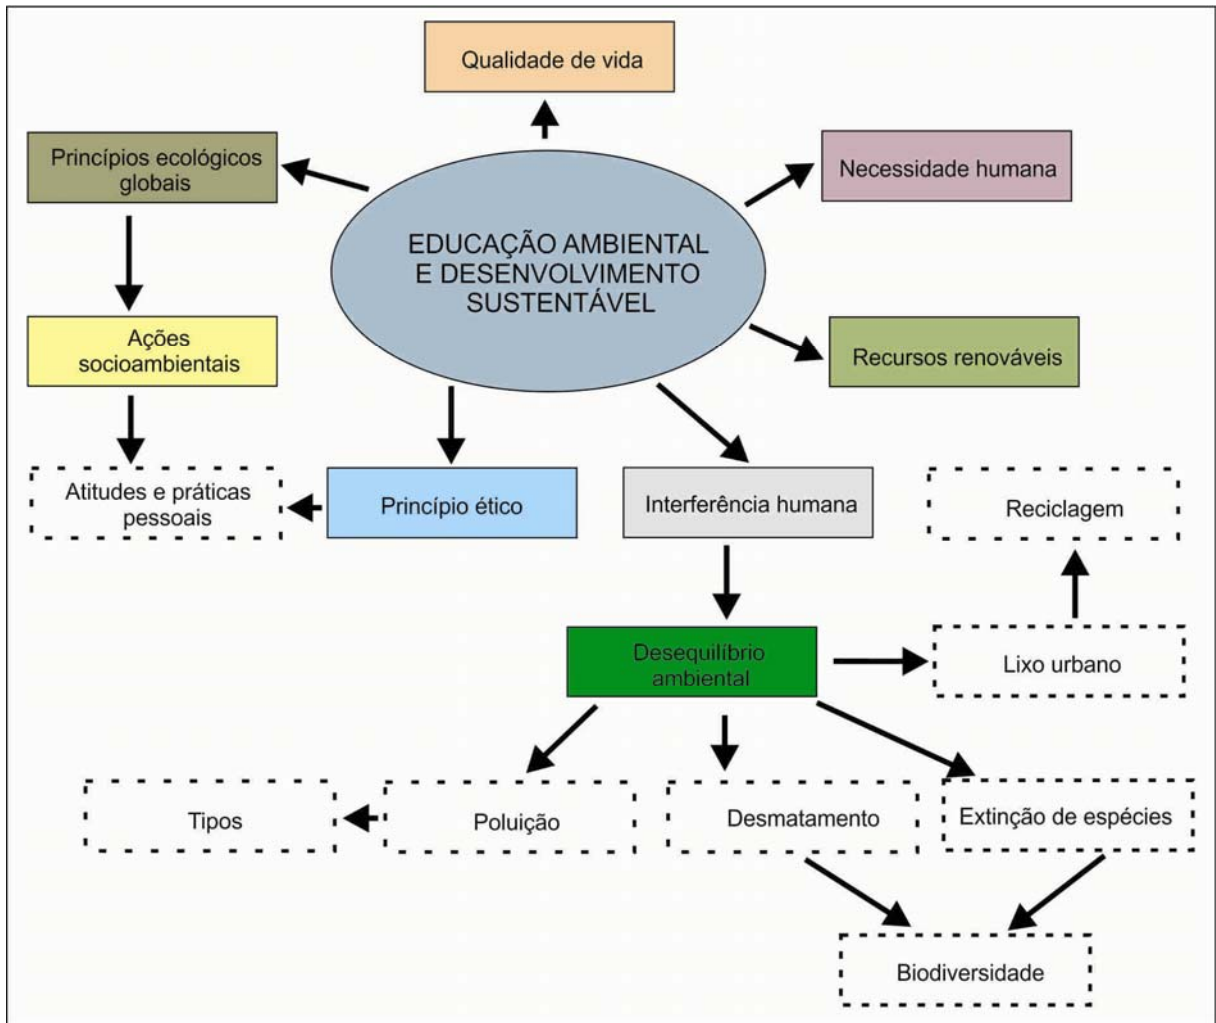 Qualidade de vida
Princípios ecológicos
globais
Necessidade humana
EDUCAÇÃO AMBIENTAL
E DESENVOLVIMENTO
SUSTENTÁVEL
Ações
socioambientais
Recursos renováveis
Atitudes e práticas
pessoais
Princípio ético
Interferência humana
Reciclagem
Desequilíbrio
ambiental
Lixo urbano
Tipos
Poluição
Desmatamento
Extinção de espécies
Biodiversidade